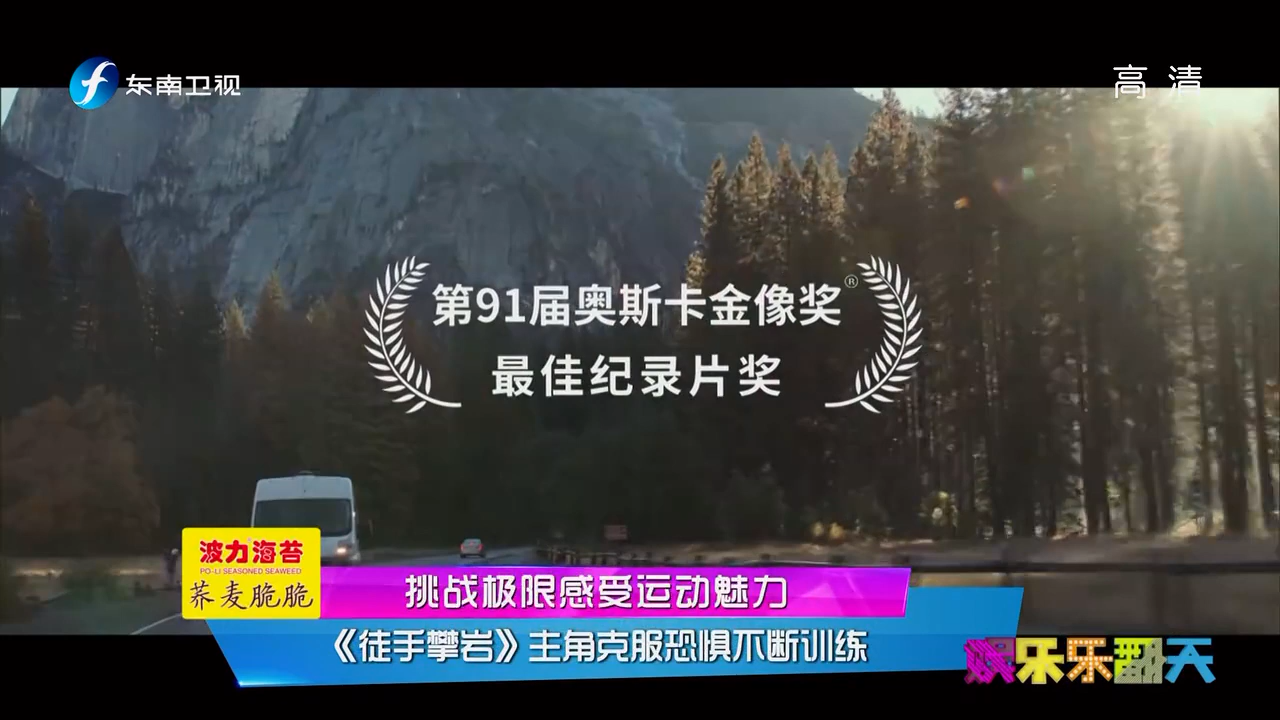 东南卫视
高清
第91届奥斯卡金像奖®
最佳纪录片奖
波力海苔
PO-LI SEASONED SEAWEED
荞麦脆脆
挑战极限感受运动魅力
《徒手攀岩》主角克服恐惧不断训练
娱乐乐翻天